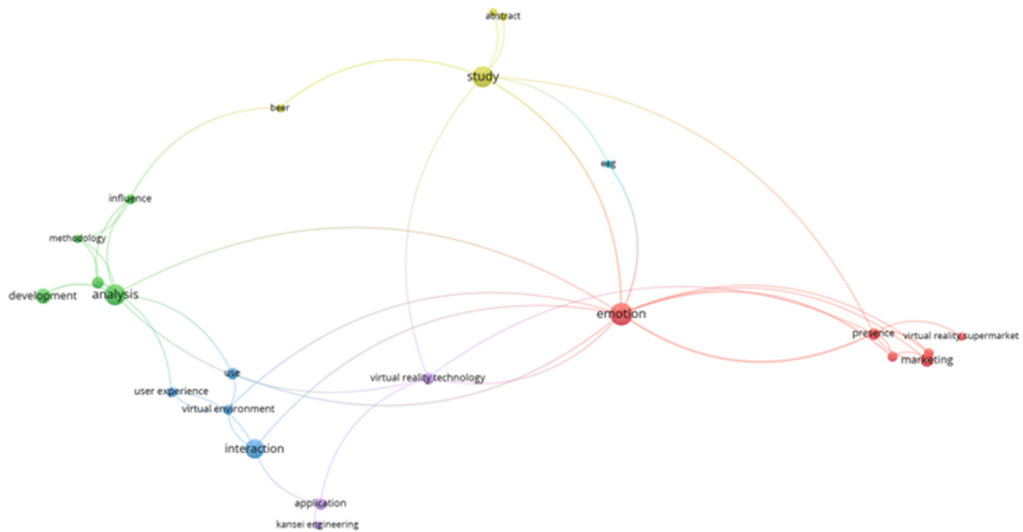 abstract
study
beer
eeg
influence
methodology
development
analysis
emotion
presence
virtual reality supermarket
marketing
use
virtual reality technology
user experience
virtual environment
interaction
application
kansei engineering